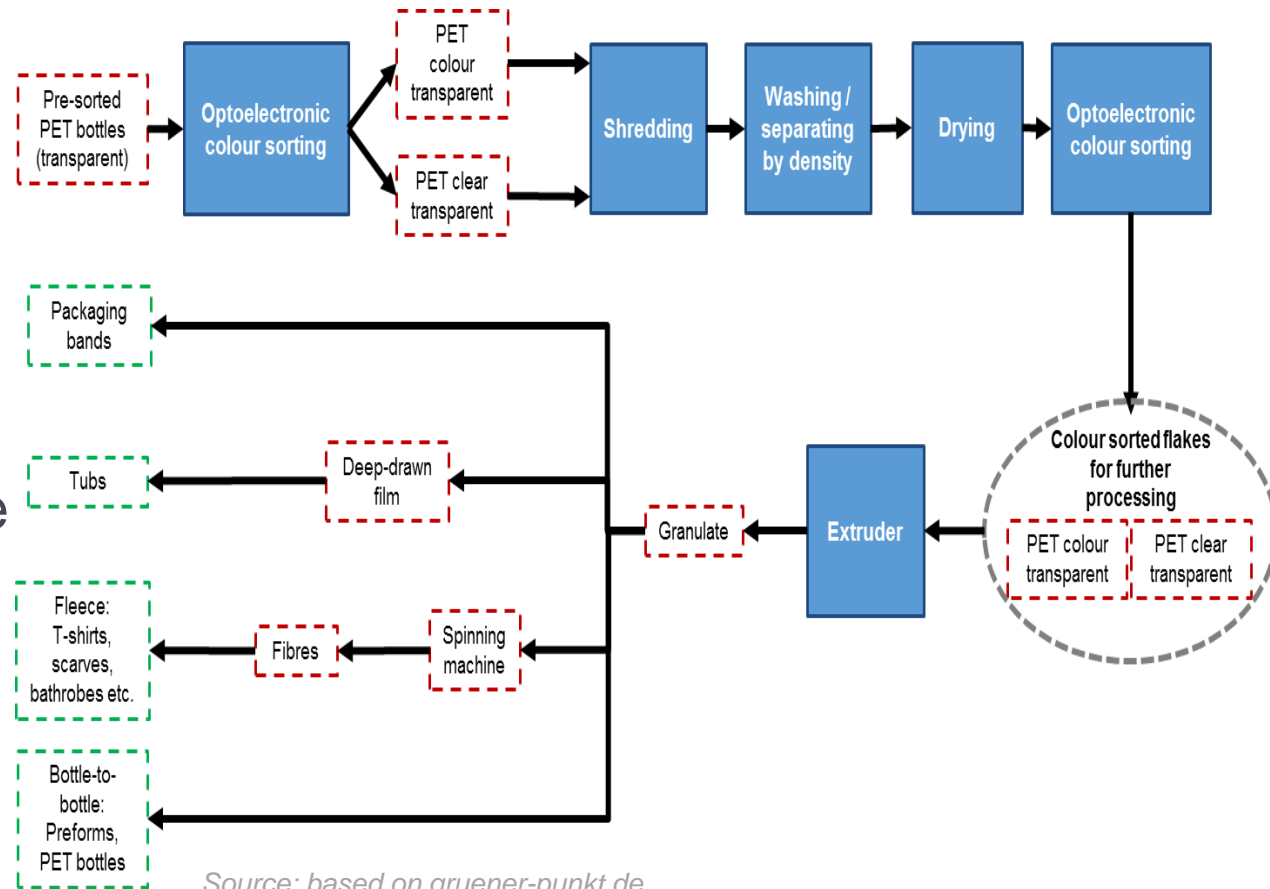 Pre-sorted
PET bottles
(transparent)
Optoelectronic
colour sorting
PET
colour
transparent
PET clear
transparent
Shredding
Washing /
separating
by density
Drying
Optoelectronic
colour sorting
Packaging
bands
Tubs
Deep-drawn
film
Fleece:
T-shirts,
scarves,
bathrobes etc.
Fibres
Spinning
machine
Bottle-to-
bottle:
Preforms,
PET bottles
Granulate
Extruder
Colour sorted flakes
for further
processing
PET colour
transparent
PET clear
transparent
e
Source: based on gruener-punkt.de